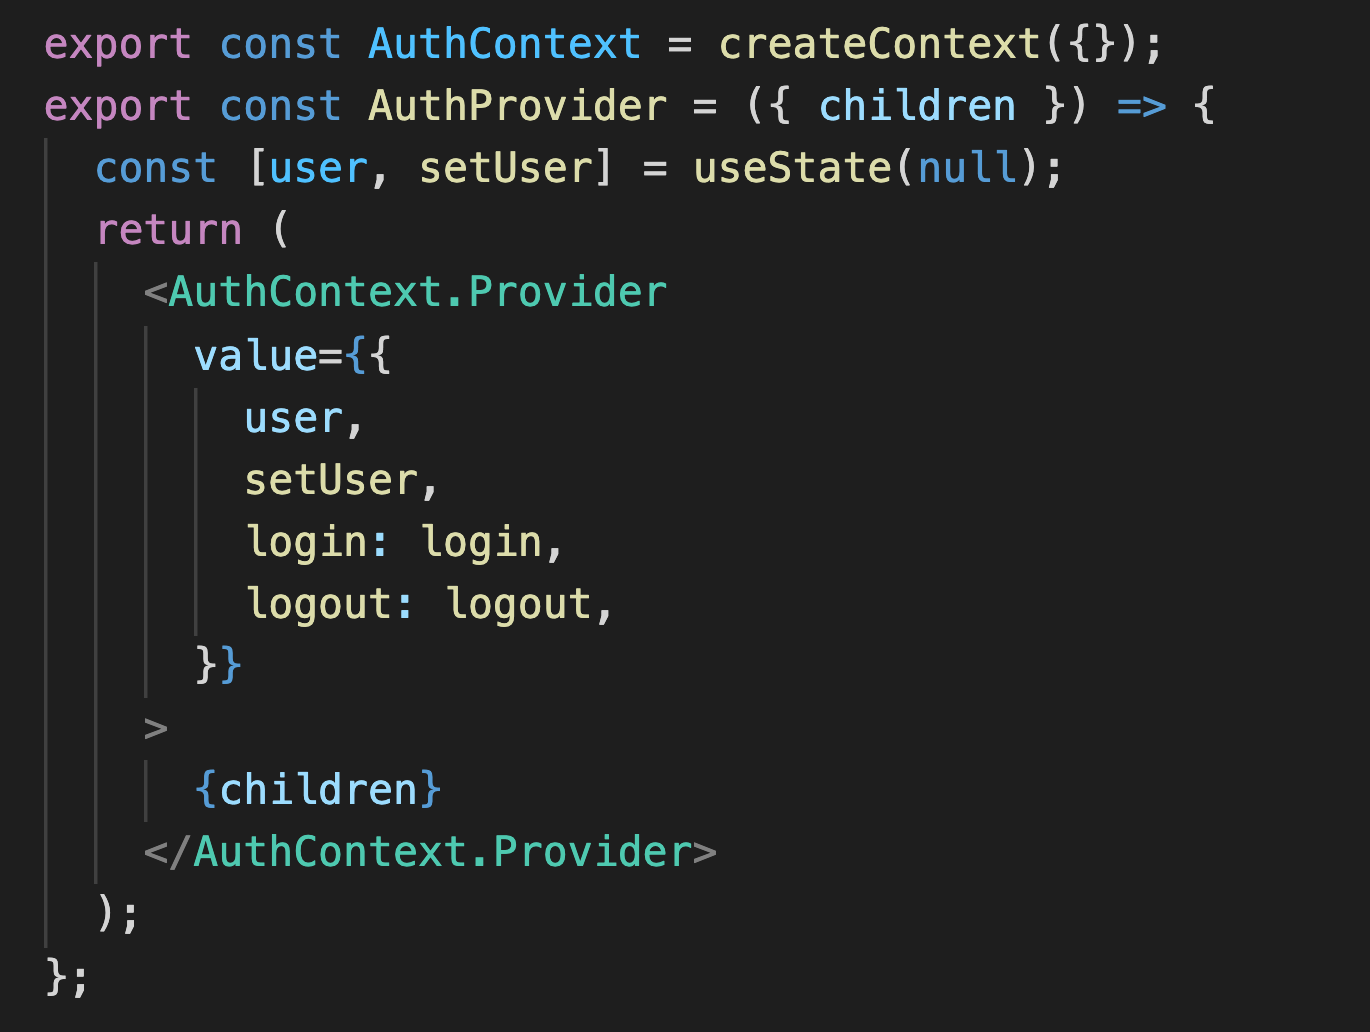 export const AuthContext = createContext({});
export const AuthProvider = ({ children }) => {
  const [user, setUser] = useState(null);
  return (
    <AuthContext.Provider
      value={{
        user,
        setUser,
        login: login,
        logout: logout,
      }}
    >
      {children}
    </AuthContext.Provider>
  );
};